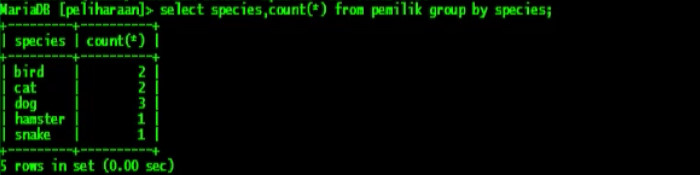 MariaDB [peliharaan]> select species,count(*) from pemilik group by species;
+---------+----------+
| species | count(*) |
+---------+----------+
| bird    |        2 |
| cat     |        2 |
| dog     |        3 |
| hamster |        1 |
| snake   |        1 |
+---------+----------+
5 rows in set (0.00 sec)